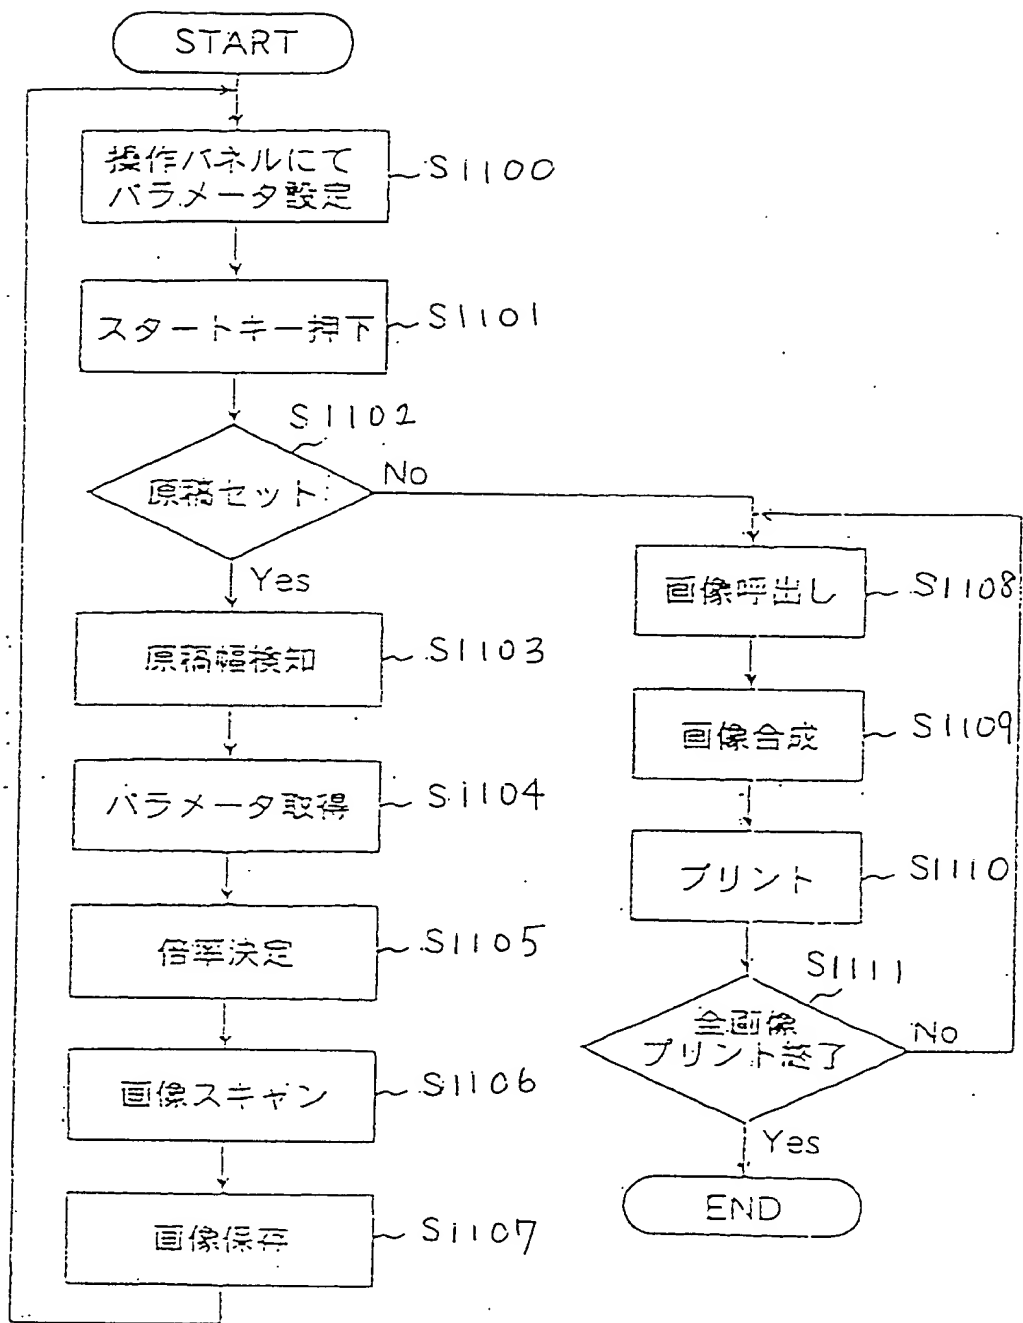 START
操作パネルにて
パラメータ設定
S1100
スタートキー押下
S1101
S1102
原稿セット
No
Yes
原稿幅検知
S1103
パラメータ取得
S1104
倍率決定
S1105
画像スキャン
S1106
画像保存
S1107
画像呼出し
S1108
画像合成
S1109
プリント
S1110
S1111
全画像
プリント終了
No
Yes
END